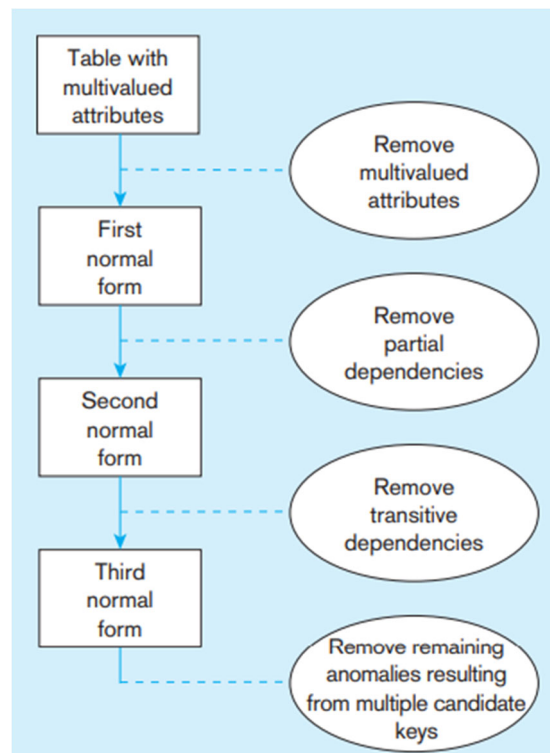 Table with
multivalued
attributes
Remove
multivalued
attributes
First
normal
form
Remove
partial
dependencies
Second
normal
form
Remove
transitive
dependencies
Third
normal
form
Remove remaining
anomalies resulting
from multiple candidate
keys